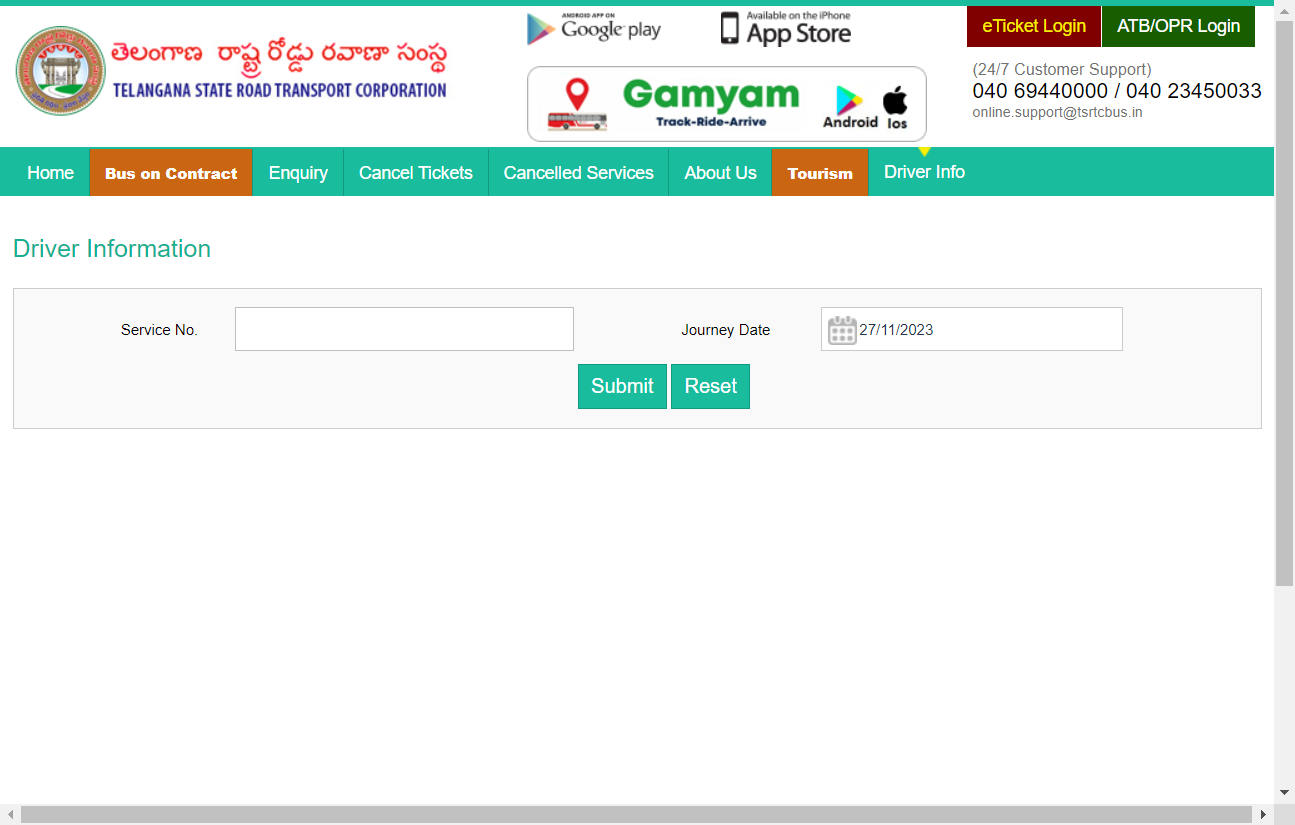 తెలంగాణ రాష్ట్ర రోడ్డు రవాణా సంస్థ
TELANGANA STATE ROAD TRANSPORT CORPORATION
ANDROID APP ON
Google play
Available on the iPhone
App Store
eTicket Login
ATB/OPR Login
Gamyam
Track-Ride-Arrive
Android
Ios
(24/7 Customer Support)
040 69440000 / 040 23450033
online.support@tsrtcbus.in
Home
Bus on Contract
Enquiry
Cancel Tickets
Cancelled Services
About Us
Tourism
Driver Info
Driver Information
Service No.
Journey Date
27/11/2023
Submit
Reset